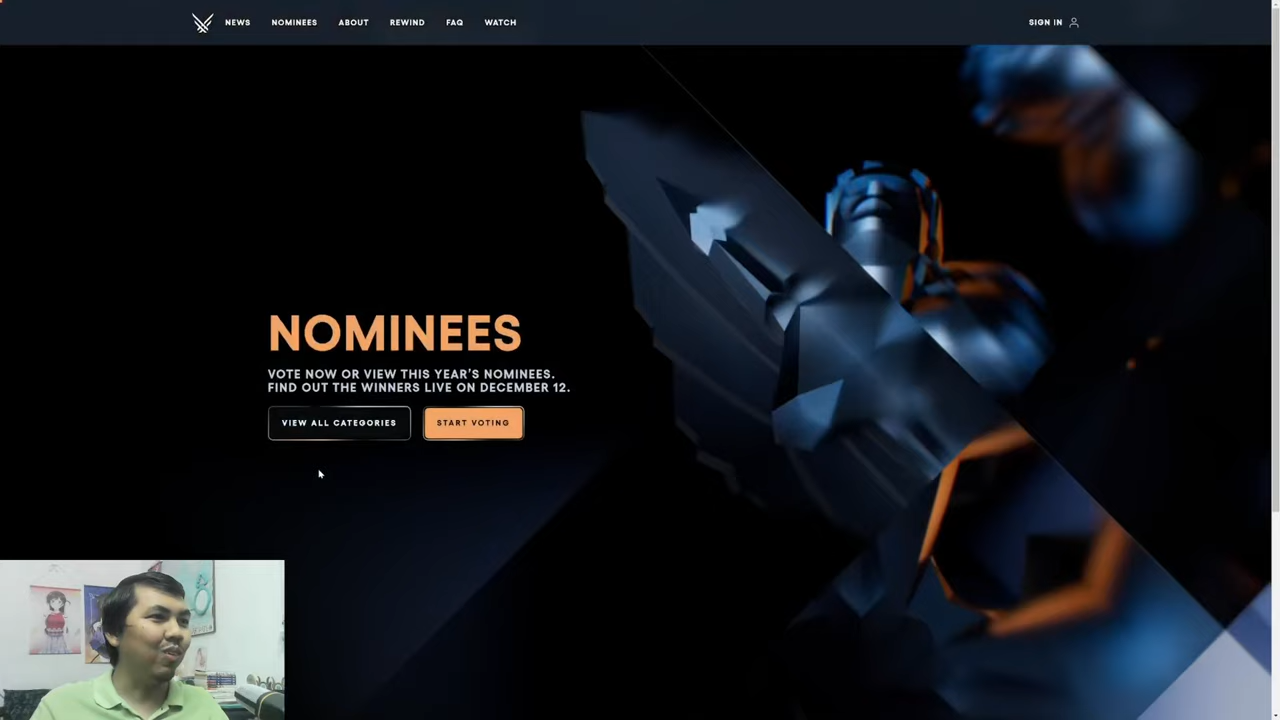 NEWS
NOMINEES
ABOUT
REWIND
FAQ
WATCH
SIGN IN
NOMINEES
VOTE NOW OR VIEW THIS YEAR'S NOMINEES.
FIND OUT THE WINNERS LIVE ON DECEMBER 12.
VIEW ALL CATEGORIES
START VOTING